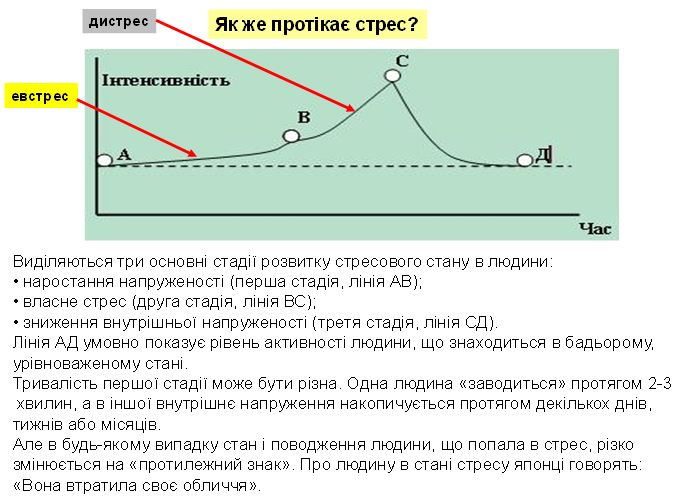 дистрес
Як же протікає стрес?
евстрес
Інтенсивність
А
В
С
Д
Час
Виділяються три основні стадії розвитку стресового стану в людини:
• наростання напруженості (перша стадія, лінія АВ);
• власне стрес (друга стадія, лінія ВС);
• зниження внутрішньої напруженості (третя стадія, лінія СД).
Лінія АД умовно показує рівень активності людини, що знаходиться в бадьорому,
урівноваженому стані.
Тривалість першої стадії може бути різна. Одна людина «заводиться» протягом 2-3
хвилин, а в іншої внутрішнє напруження накопичується протягом декількох днів,
тижнів або місяців.
Але в будь-якому випадку стан і поводження людини, що попала в стрес, різко
змінюється на «протилежний знак». Про людину в стані стресу японці говорять:
«Вона втратила своє обличчя».